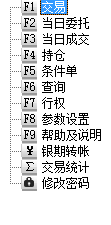 F1 交易
F2 当日委托
F3 当日成交
F4 持仓
F5 条件单
F6 查询
F7 行权
F8 参数设置
F9 帮助及说明
¥ 银期转帐
Σ 交易统计
修改密码